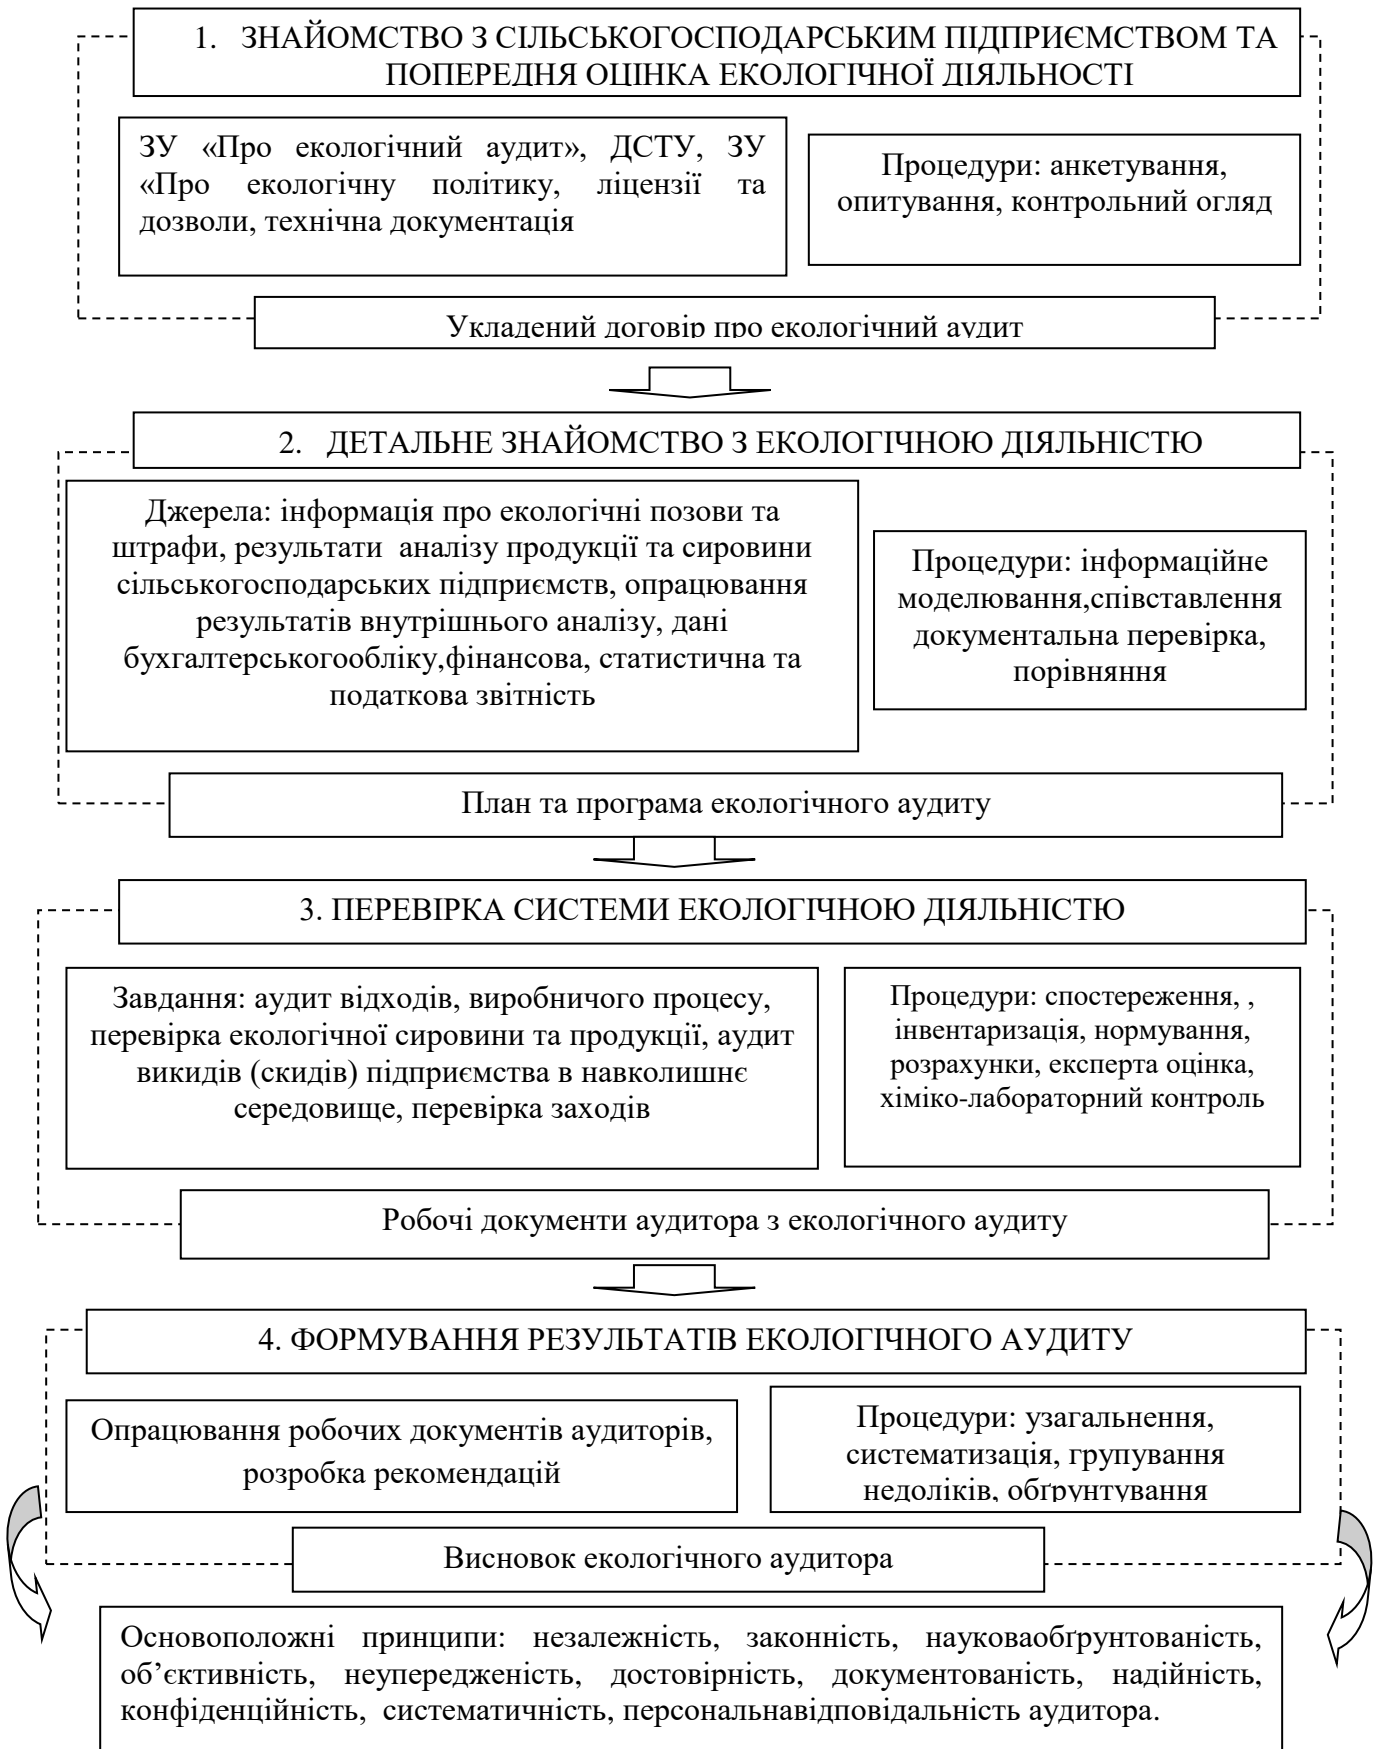 1. ЗНАЙОМСТВО З СІЛЬСЬКОГОСПОДАРСЬКИМ ПІДПРИЄМСТВОМ ТА
ПОПЕРЕДНЯ ОЦІНКА ЕКОЛОГІЧНОЇ ДІЯЛЬНОСТІ
ЗУ «Про екологічний аудит», ДСТУ, ЗУ
«Про екологічну політику, ліцензії та
дозволи, технічна документація
Процедури: анкетування,
опитування, контрольний огляд
Укладений договір про екологічний аудит
2. ДЕТАЛЬНЕ ЗНАЙОМСТВО З ЕКОЛОГІЧНОЮ ДІЯЛЬНІСТЮ
Джерела: інформація про екологічні позови та
штрафи, результати аналізу продукції та сировини
сільськогосподарських підприємств, опрацювання
результатів внутрішнього аналізу, дані
бухгалтерськогообліку,фінансова, статистична та
податкова звітність
Процедури: інформаційне
моделювання,співставлення
документальна перевірка,
порівняння
План та програма екологічного аудиту
3. ПЕРЕВІРКА СИСТЕМИ ЕКОЛОГІЧНОЮ ДІЯЛЬНІСТЮ
Завдання: аудит відходів, виробничого процесу,
перевірка екологічної сировини та продукції, аудит
викидів (скидів) підприємства в навколишнє
середовище, перевірка заходів
Процедури: спостереження, ,
інвентаризація, нормування,
розрахунки, експерта оцінка,
хіміко-лабораторний контроль
Робочі документи аудитора з екологічного аудиту
4. ФОРМУВАННЯ РЕЗУЛЬТАТІВ ЕКОЛОГІЧНОГО АУДИТУ
Опрацювання робочих документів аудиторів,
розробка рекомендацій
Процедури: узагальнення,
систематизація, групування
недоліків, обґрунтування
Висновок екологічного аудитора
Основоположні принципи: незалежність, законність, науковаобґрунтованість,
об’єктивність, неупередженість, достовірність, документованість, надійність,
конфіденційність, систематичність, персональнавідповідальність аудитора.